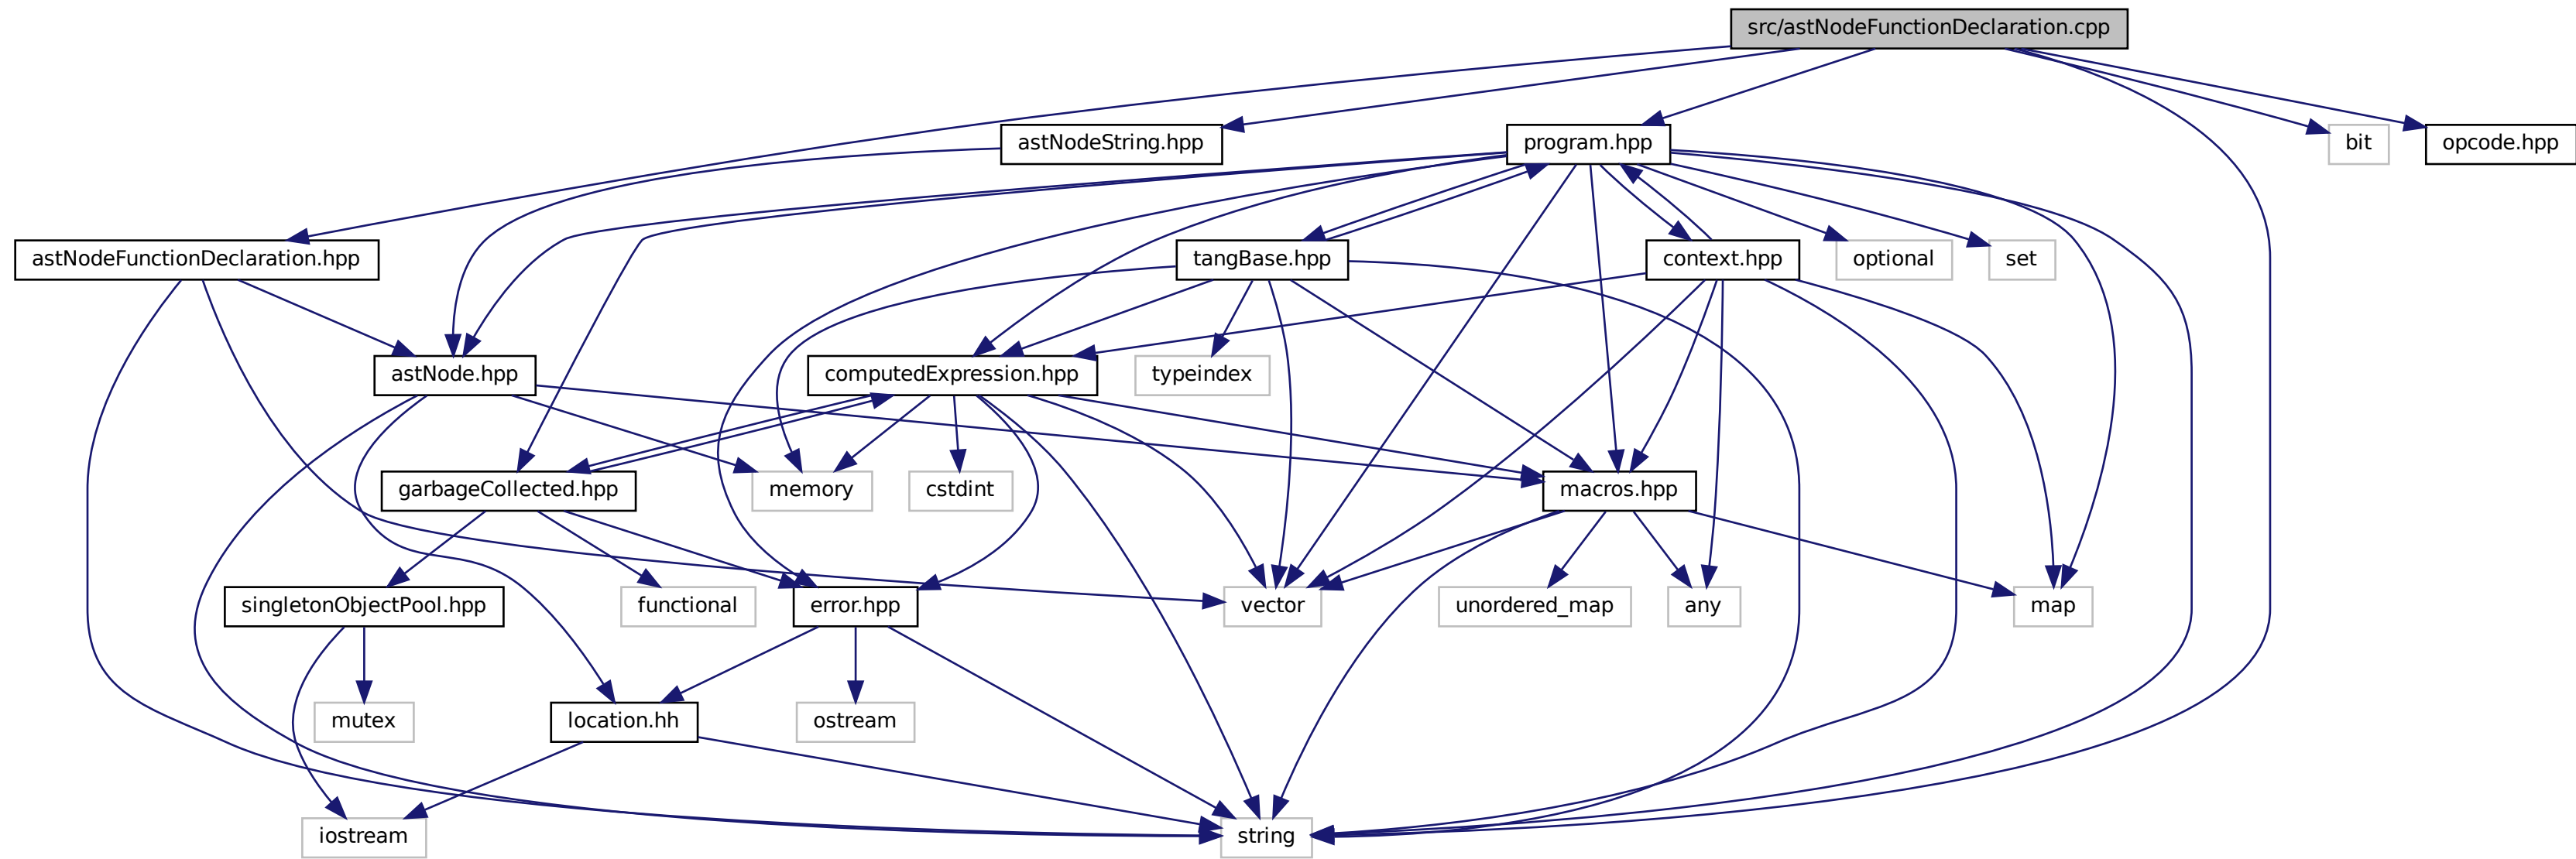 src/astNodeFunctionDeclaration.cpp
astNodeString.hpp
program.hpp
bit
opcode.hpp
astNodeFunctionDeclaration.hpp
tangBase.hpp
context.hpp
optional
set
astNode.hpp
computedExpression.hpp
typeindex
garbageCollected.hpp
memory
cstdint
macros.hpp
singletonObjectPool.hpp
functional
error.hpp
vector
unordered_map
any
map
mutex
location.hh
ostream
iostream
string